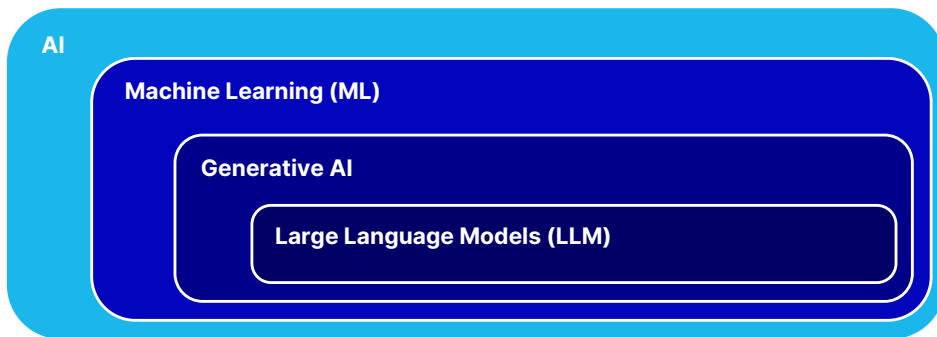 AI
Machine Learning (ML)
Generative AI
Large Language Models (LLM)